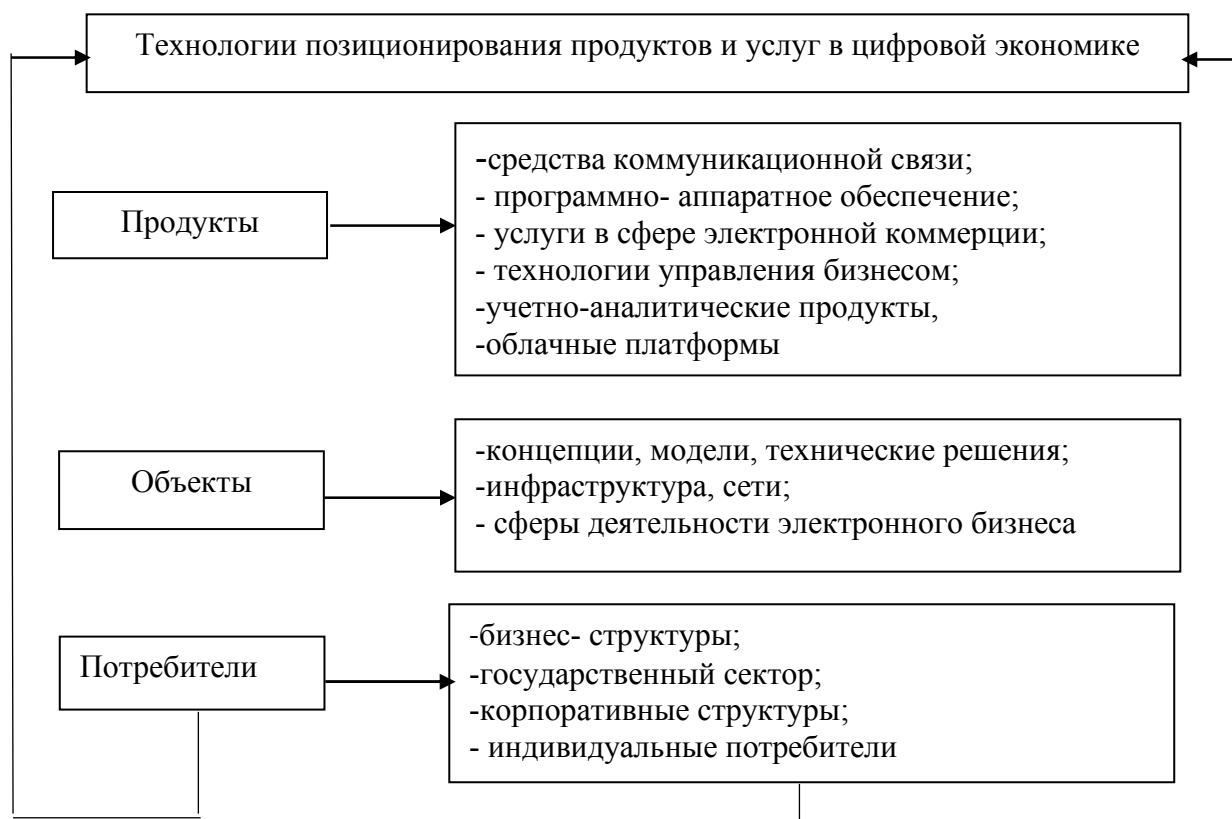 Технологии позиционирования продуктов и услуг в цифровой экономике
Продукты
-средства коммуникационной связи;
- программно- аппаратное обеспечение;
- услуги в сфере электронной коммерции;
- технологии управления бизнесом;
-учетно-аналитические продукты,
-облачные платформы
Объекты
-концепции, модели, технические решения;
-инфраструктура, сети;
- сферы деятельности электронного бизнеса
Потребители
-бизнес- структуры;
-государственный сектор;
-корпоративные структуры;
- индивидуальные потребители